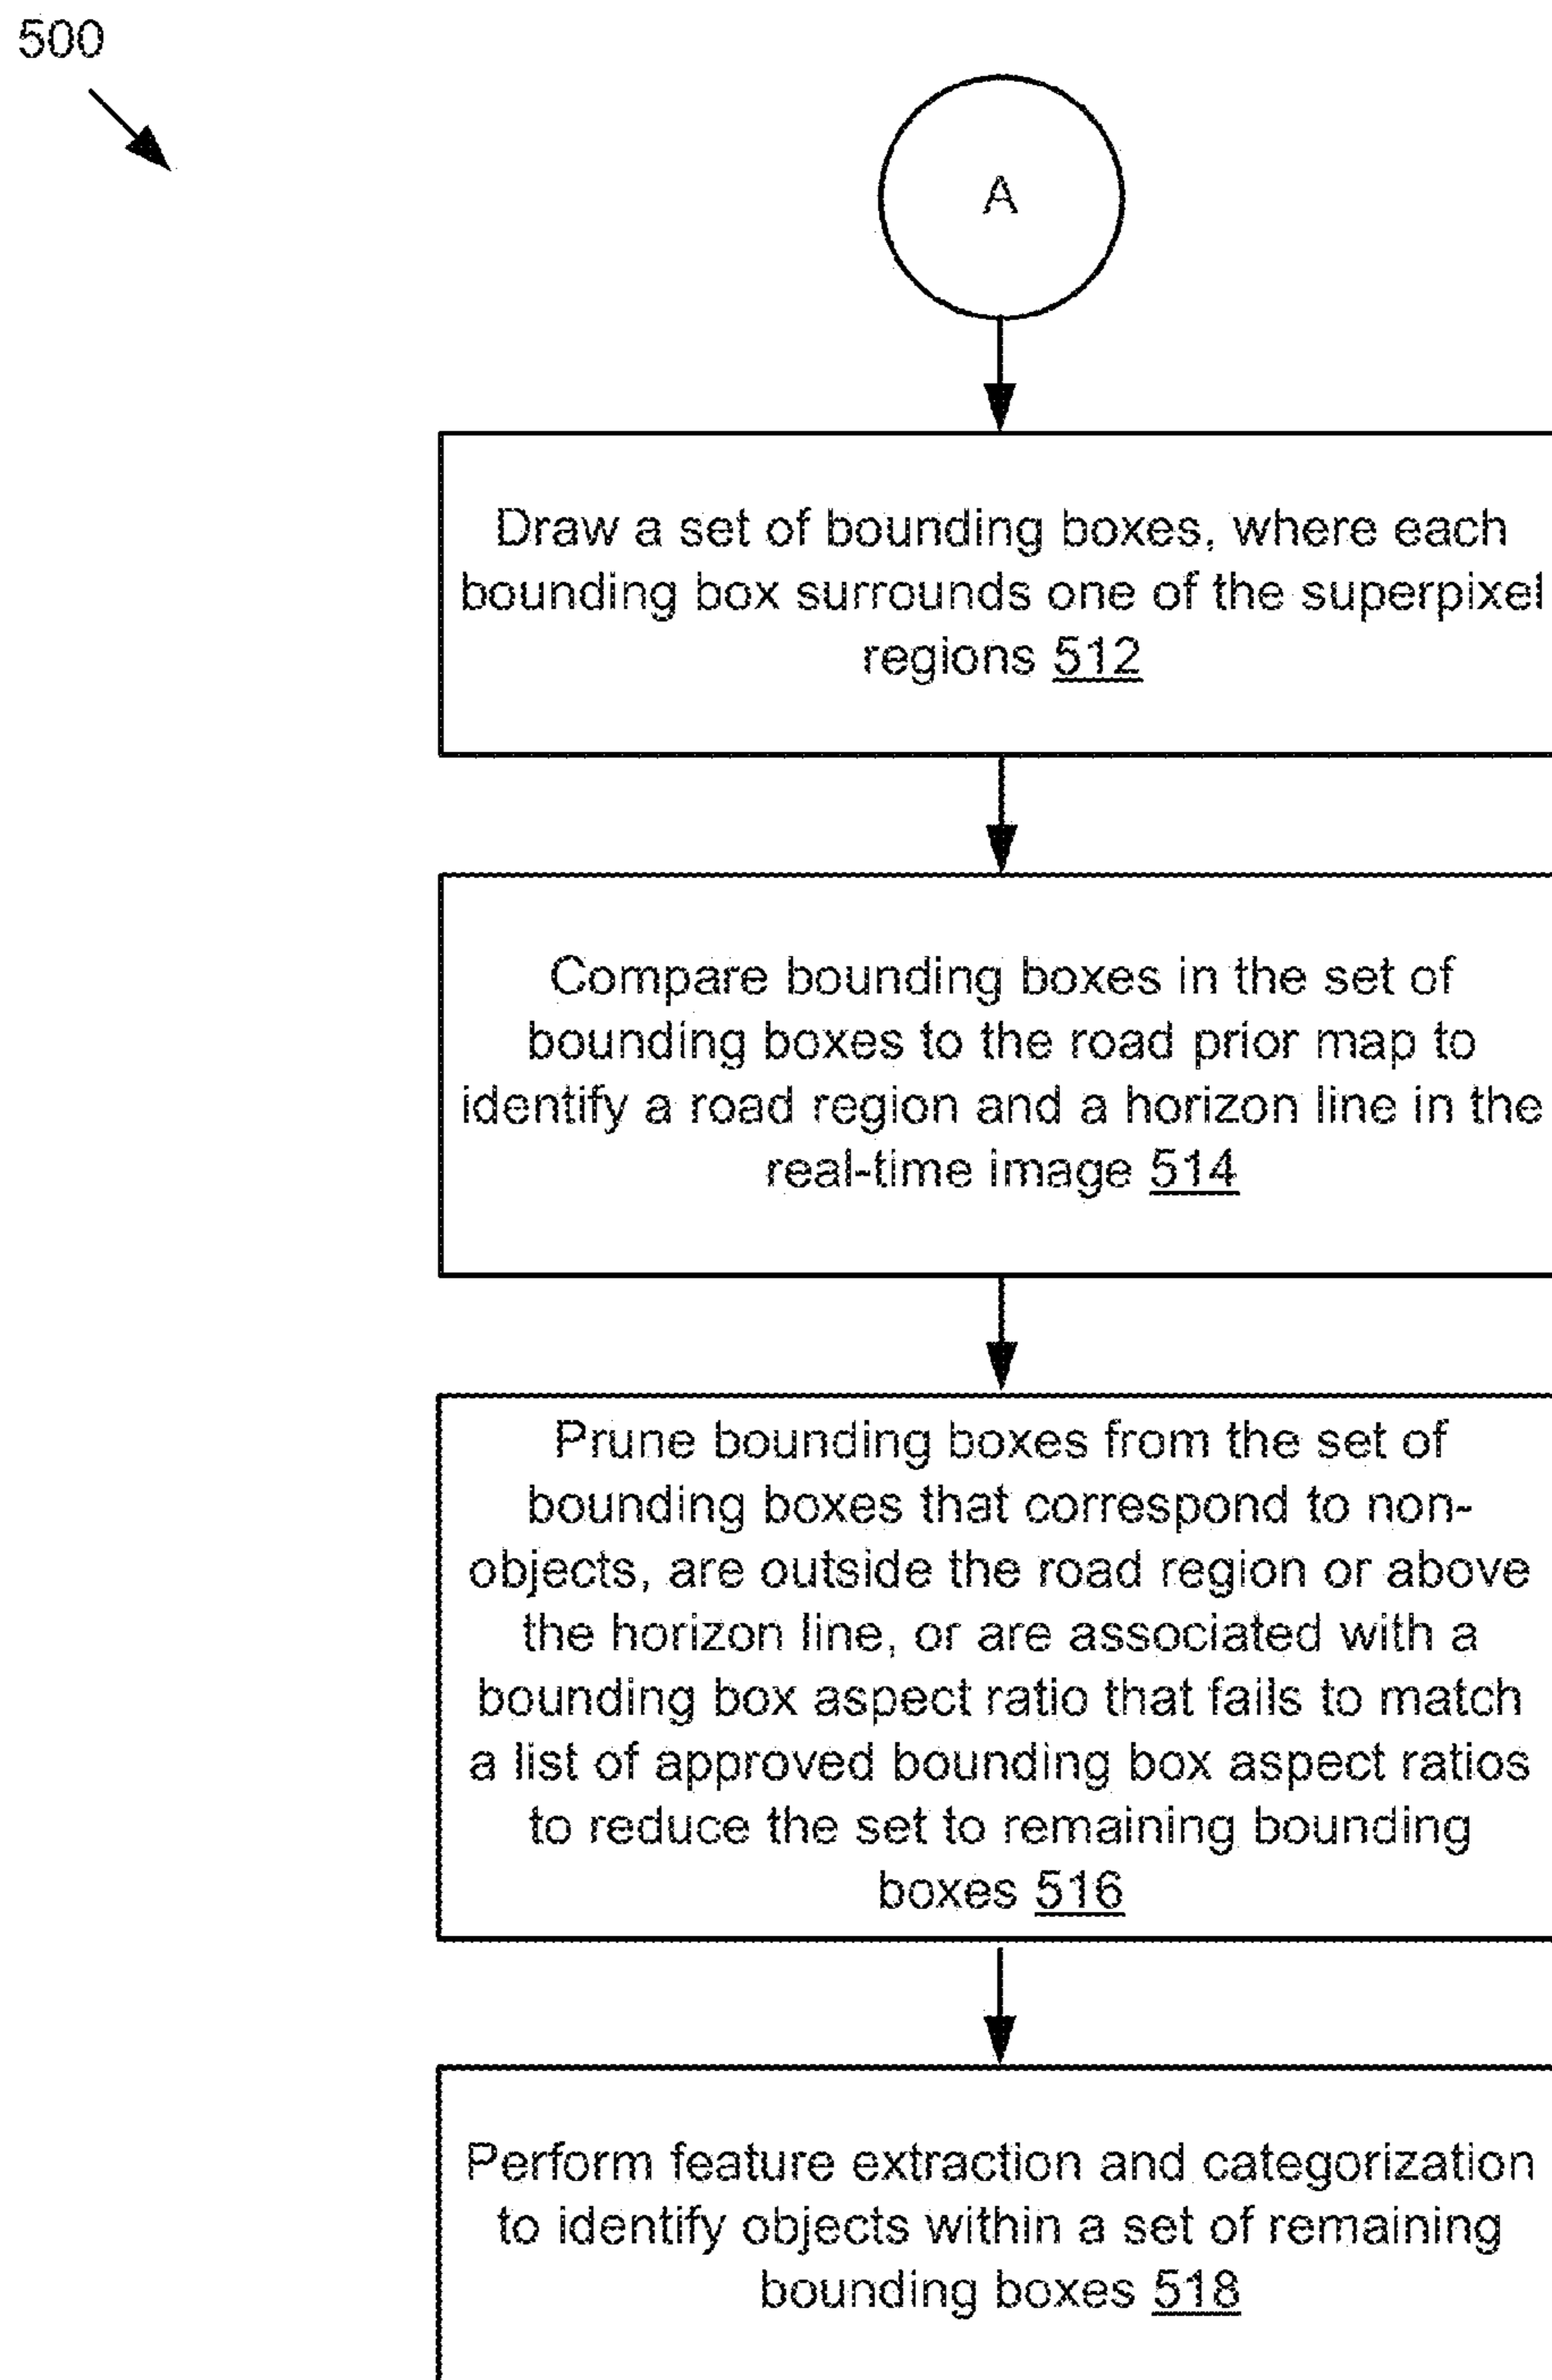 500
A
Draw a set of bounding boxes, where each
bounding box surrounds one of the superpixel
regions 512
Compare bounding boxes in the set of
bounding boxes to the road prior map to
identify a road region and a horizon line in the
real-time image 514
Prune bounding boxes from the set of
bounding boxes that correspond to non-
objects, are outside the road region or above
the horizon line, or are associated with a
bounding box aspect ratio that fails to match
a list of approved bounding box aspect ratios
to reduce the set to remaining bounding
boxes 516
Perform feature extraction and categorization
to identify objects within a set of remaining
bounding boxes 518